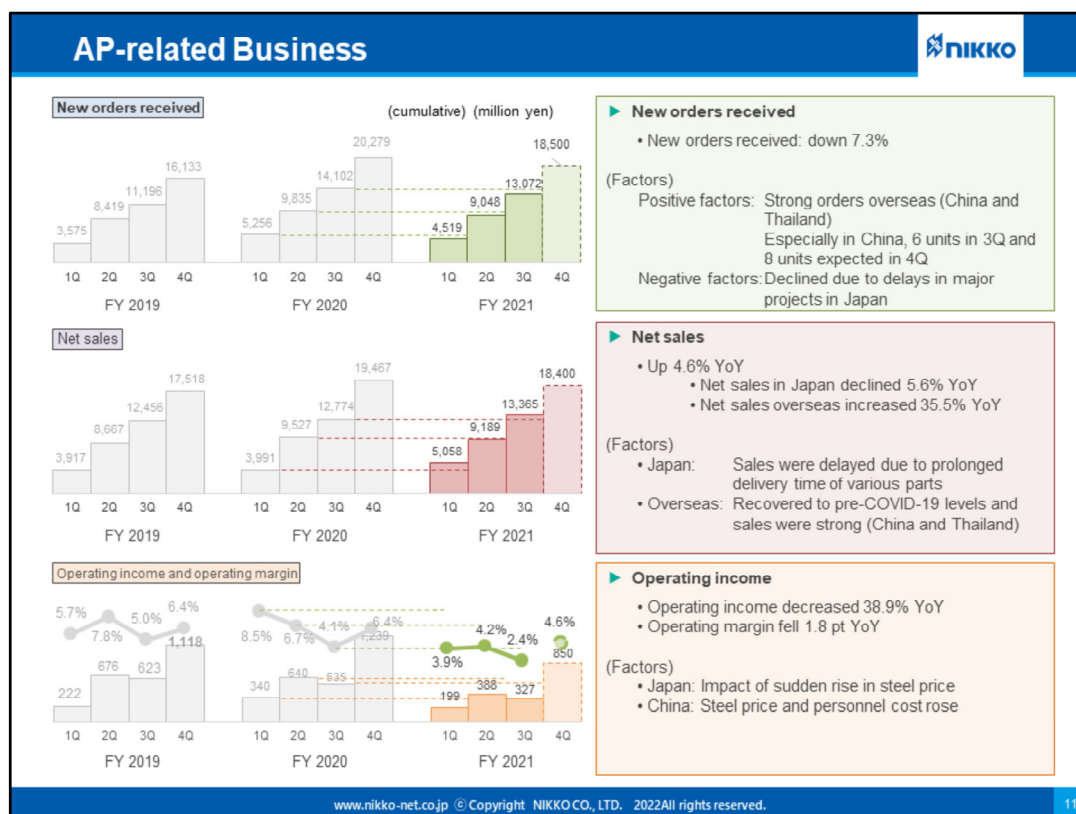 AP-related Business
NIKKO
New orders received
(cumulative) (million yen)
3,575
8,419
11,196
16,133
5,256
9,835
14,102
20,279
4,519
9,048
13,072
18,500
1Q 2Q 3Q 4Q
1Q 2Q 3Q 4Q
1Q 2Q 3Q 4Q
FY 2019
FY 2020
FY 2021
▶ New orders received
• New orders received: down 7.3%
(Factors)
Positive factors: Strong orders overseas (China and
Thailand)
Especially in China, 6 units in 3Q and
8 units expected in 4Q
Negative factors: Declined due to delays in major
projects in Japan
Net sales
3,917
8,667
12,456
17,518
3,991
9,527
12,774
19,467
5,058
9,189
13,365
18,400
1Q 2Q 3Q 4Q
1Q 2Q 3Q 4Q
1Q 2Q 3Q 4Q
FY 2019
FY 2020
FY 2021
▶ Net sales
• Up 4.6% YoY
• Net sales in Japan declined 5.6% YoY
• Net sales overseas increased 35.5% YoY
(Factors)
• Japan: Sales were delayed due to prolonged
delivery time of various parts
• Overseas: Recovered to pre-COVID-19 levels and
sales were strong (China and Thailand)
Operating income and operating margin
5.7%
7.8%
5.0%
6.4%
222
676
623
1,118
8.5%
6.7%
4.1%
6.4%
340
640
535
1,239
3.9%
4.2%
2.4%
4.6%
199
388
327
850
1Q 2Q 3Q 4Q
1Q 2Q 3Q 4Q
1Q 2Q 3Q 4Q
FY 2019
FY 2020
FY 2021
▶ Operating income
• Operating income decreased 38.9% YoY
• Operating margin fell 1.8 pt YoY
(Factors)
• Japan: Impact of sudden rise in steel price
• China: Steel price and personnel cost rose
www.nikko-net.co.jp ⓒ Copyright NIKKO CO., LTD. 2022All rights reserved.
11